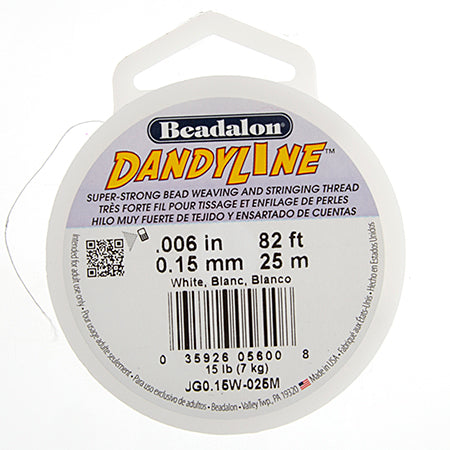 Beadalon®
DANDYLINE™
SUPER-STRONG BEAD WEAVING AND STRINGING THREAD
TRÈS FORTE FIL POUR TISSAGE ET ENFILAGE DE PERLES
HILO MUY FUERTE DE TEJIDO Y ENSARTADO DE CUENTAS
.006 in 82 ft
0.15 mm 25 m
White, Blanc, Blanco
0 35926 05600 8
15 lb (7 kg)
JG0.15W-025M
Intended for adult use only • Pour usage adulte seulement • Para uso exclusivo de adultos • Beadalon • Valley Twp., PA 19320 Made in USA. • Fabriqué aux États-Unis • Hecho en Estados Unidos